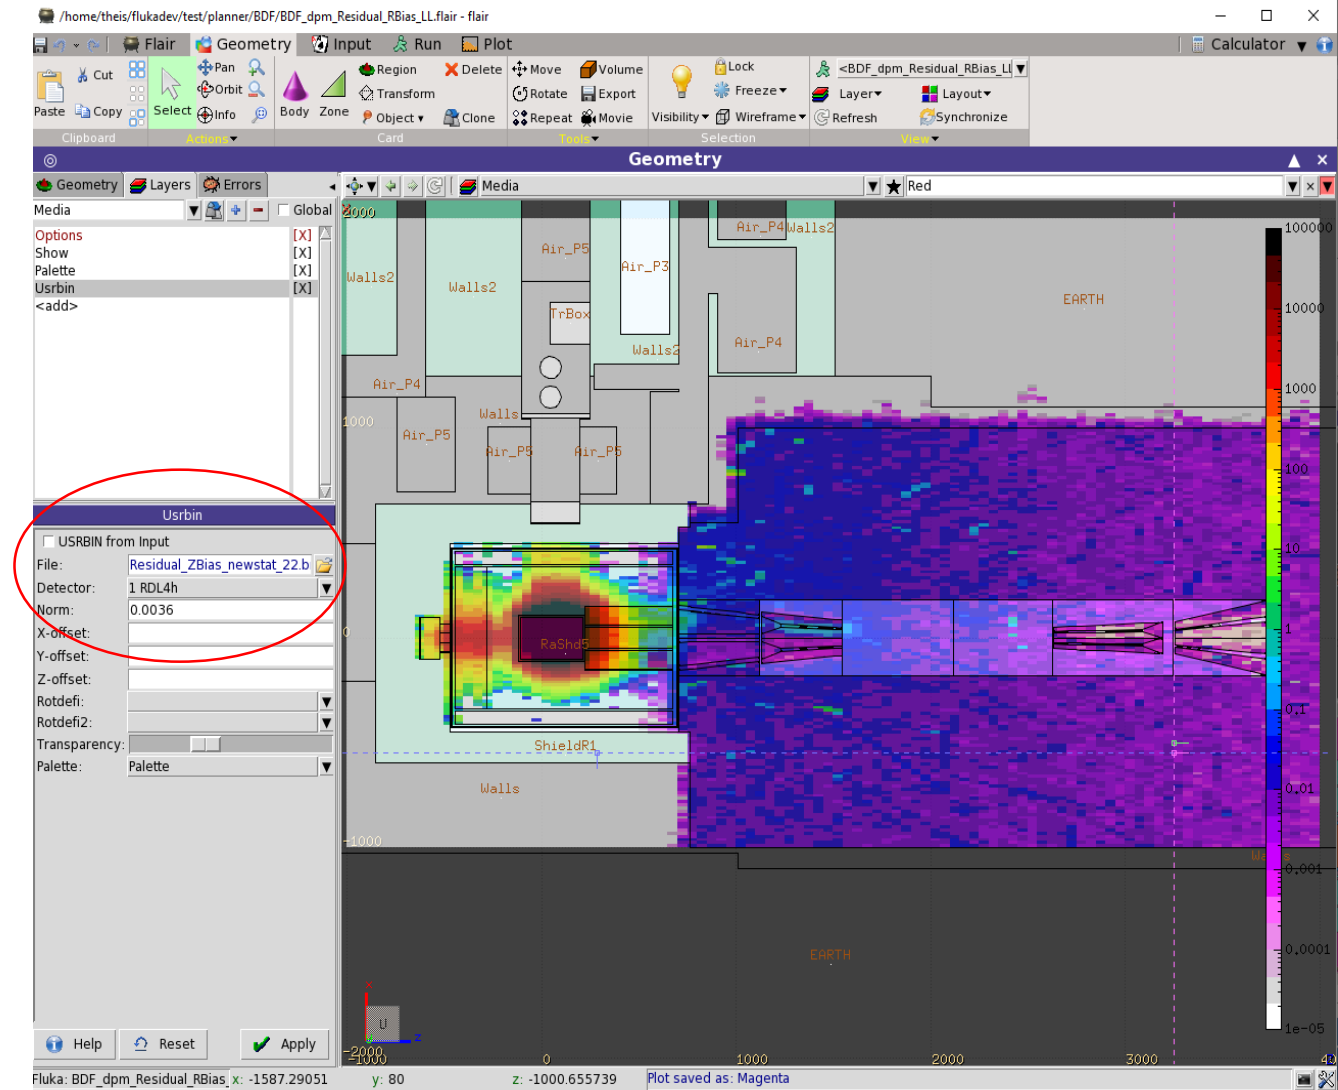 /home/theis/flukadev/test/planner/BDF/BDF_dpm_Residual_RBias_LL.flair - flair
Flair Geometry Input Run Plot Calculator
Paste Cut Copy Select Pan Orbit Info Body Zone Region Transform Object Delete Clone Move Rotate Repeat Volume Export Movie Visibility Lock Freeze Wireframe <BDF_dpm_Residual_RBias_LL Layer Layout Refresh Synchronize
Clipboard Actions Card Tools Selection View
Geometry
Geometry Layers Errors Media Red
Media Global
Options [X]
Show [X]
Palette [X]
Usrbin [X]
<add>
Usrbin
USRBIN from Input
File: Residual_ZBias_newstat_22.b
Detector: 1 RDL4h
Norm: 0.0036
X-offset:
Y-offset:
Z-offset:
Rotdefi:
Rotdefi2:
Transparency:
Palette: Palette
Help Reset Apply
2000
Air_P4 Walls2
Air_P5
Air_P3
Walls2
Walls2
EARTH
TrBox
Air_P4
Walls2
Air_P4
Walls
1000
Air_P5
Air_P5 Air_P5
0
RaShd5
ShieldR1
Walls
-1000
EARTH
x
U
z
-2000
-1000 0 1000 2000 3000
100000
10000
1000
100
10
1
0.1
0.01
0.001
0.0001
1e-05
Fluka: BDF_dpm_Residual_RBias_ x: -1587.29051 y: 80 z: -1000.655739 Plot saved as: Magenta